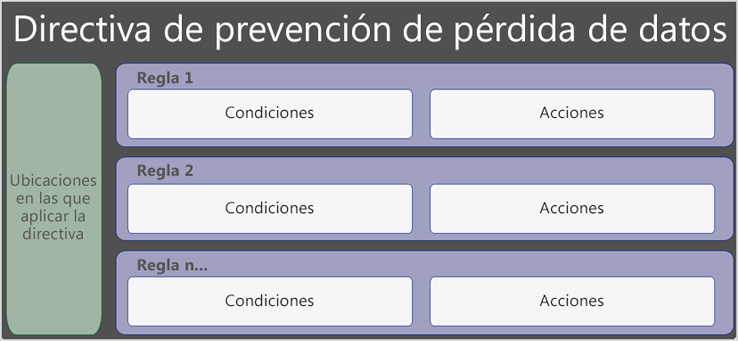 Directiva de prevención de pérdida de datos
Ubicaciones
en las que
aplicar la
directiva
Regla 1
Condiciones
Acciones
Regla 2
Condiciones
Acciones
Regla n...
Condiciones
Acciones